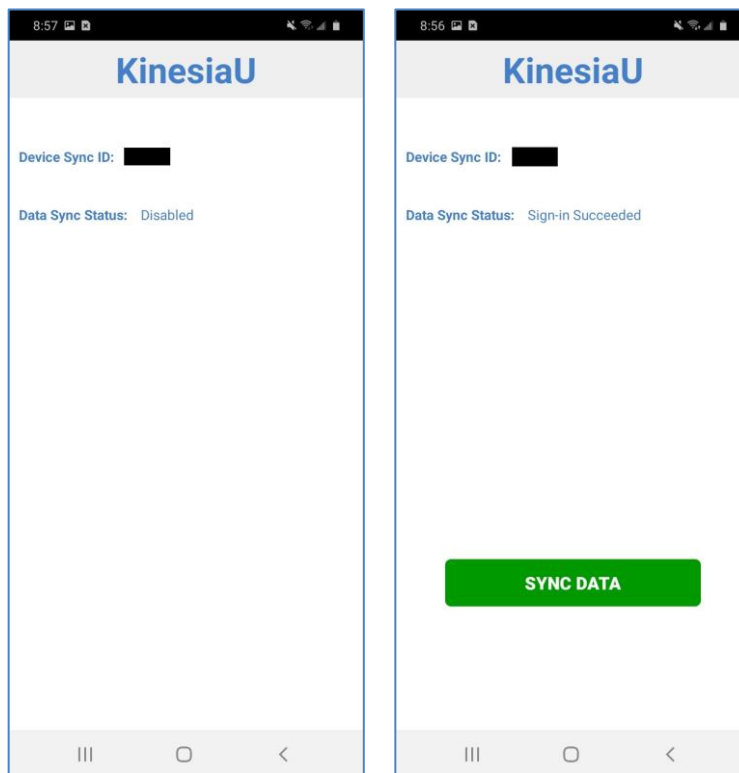 8:57
KinesiaU
Device Sync ID:
Data Sync Status: Disabled
8:56
KinesiaU
Device Sync ID:
Data Sync Status: Sign-in Succeeded
SYNC DATA